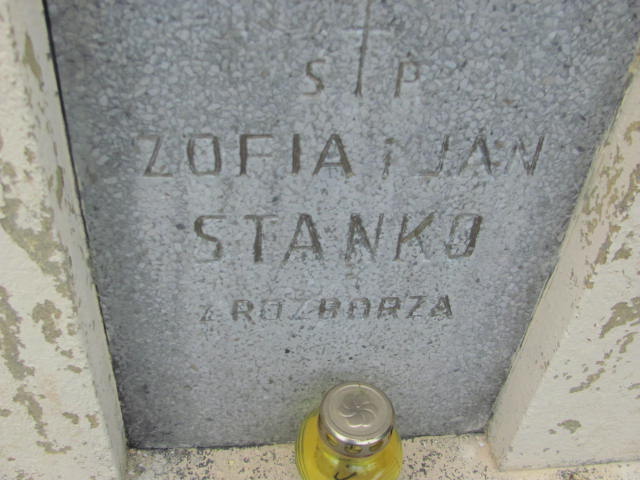 S P
ZOFIA i JAN
STANKO
Z ROZBORZA